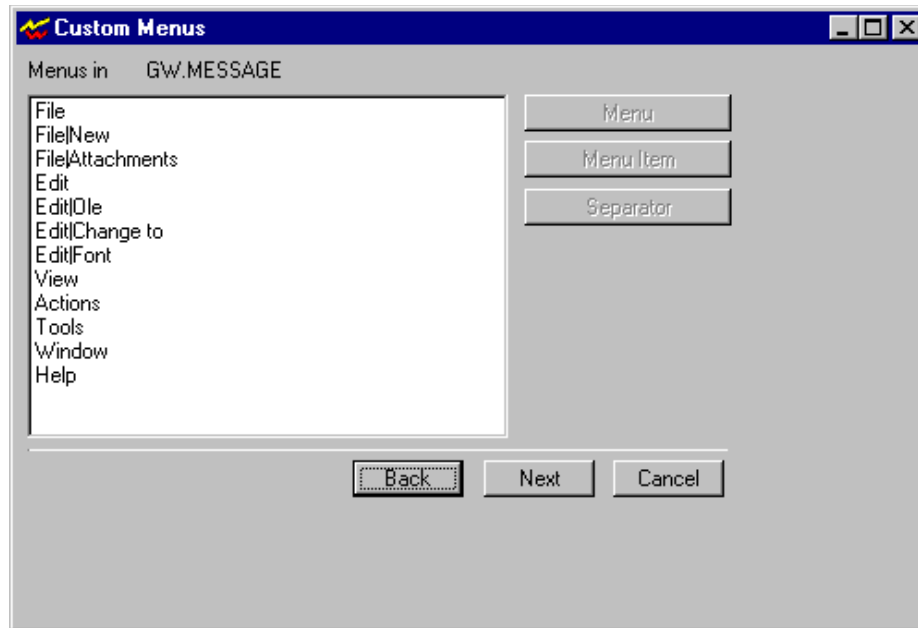 Custom Menus
Menus in GW.MESSAGE
File
File|New
File|Attachments
Edit
Edit|Ole
Edit|Change to
Edit|Font
View
Actions
Tools
Window
Help
Menu
Menu Item
Separator
Back Next Cancel